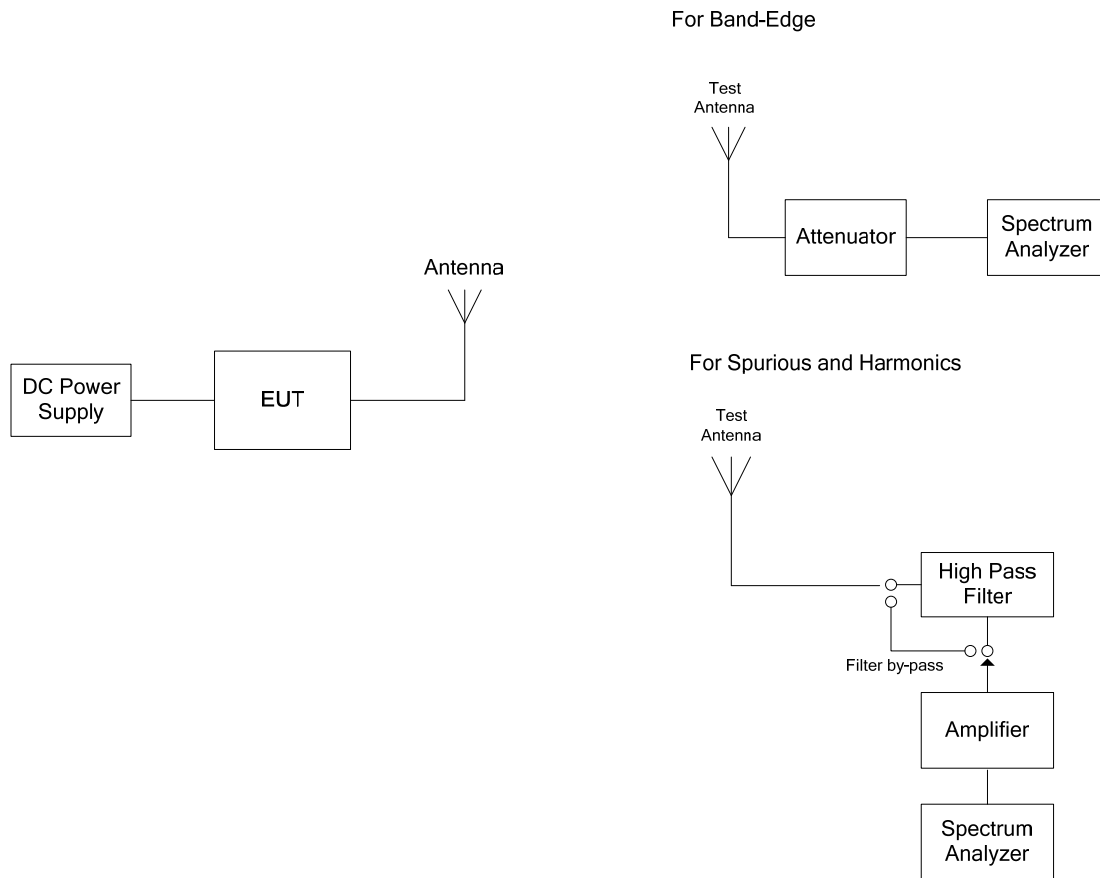 For Band-Edge
Test
Antenna
Attenuator
Spectrum
Analyzer
Antenna
DC Power
Supply
EUT
For Spurious and Harmonics
Test
Antenna
High Pass
Filter
Filter by-pass
Amplifier
Spectrum
Analyzer